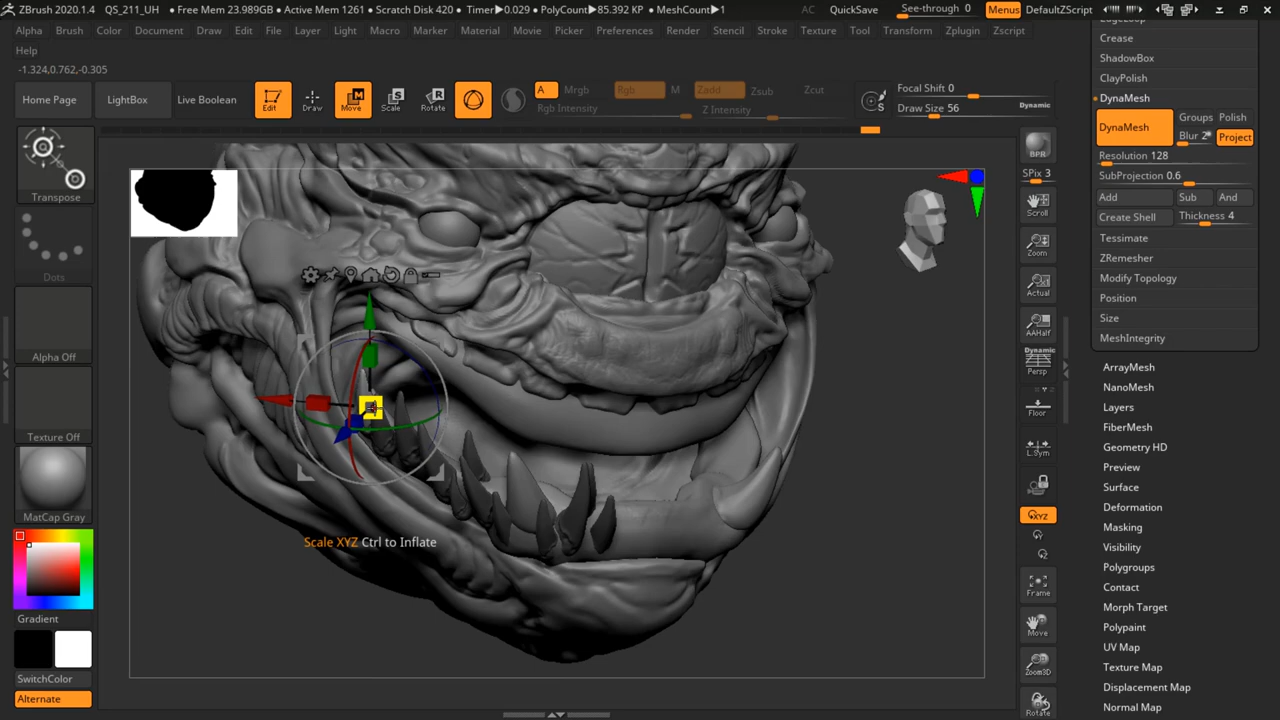 ZBrush 2020.1.4 QS_211_UH • Free Mem 23.989GB • Active Mem 1261 • Scratch Disk 420 • Timer▶0.029 • PolyCount▶85.392 KP • MeshCount▶1 AC QuickSave See-through 0 Menus DefaultZScript
Alpha Brush Color Document Draw Edit File Layer Light Macro Marker Material Movie Picker Preferences Render Stencil Stroke Texture Tool Transform Zplugin Zscript
Help
-1.324,0.762,-0.305
Home Page LightBox Live Boolean Edit Draw Move Scale Rotate A Mrgb Rgb M Zadd Zsub Zcut Focal Shift 0
Rgb Intensity Z Intensity Draw Size 56 Dynamic
Transpose
Dots
Alpha Off
Texture Off
MatCap Gray
Gradient
SwitchColor
Alternate
Scale XYZ Ctrl to Inflate
BPR
SPix 3
Scroll
Zoom
Actual
AAHalf
Dynamic
Persp
Floor
L.Sym
XYZ
Frame
Move
Zoom3D
Rotate
Crease
ShadowBox
ClayPolish
DynaMesh
DynaMesh Groups Polish
Blur 2 Project
Resolution 128
SubProjection 0.6
Add Sub And
Create Shell Thickness 4
Tessimate
ZRemesher
Modify Topology
Position
Size
MeshIntegrity
ArrayMesh
NanoMesh
Layers
FiberMesh
Geometry HD
Preview
Surface
Deformation
Masking
Visibility
Polygroups
Contact
Morph Target
Polypaint
UV Map
Texture Map
Displacement Map
Normal Map